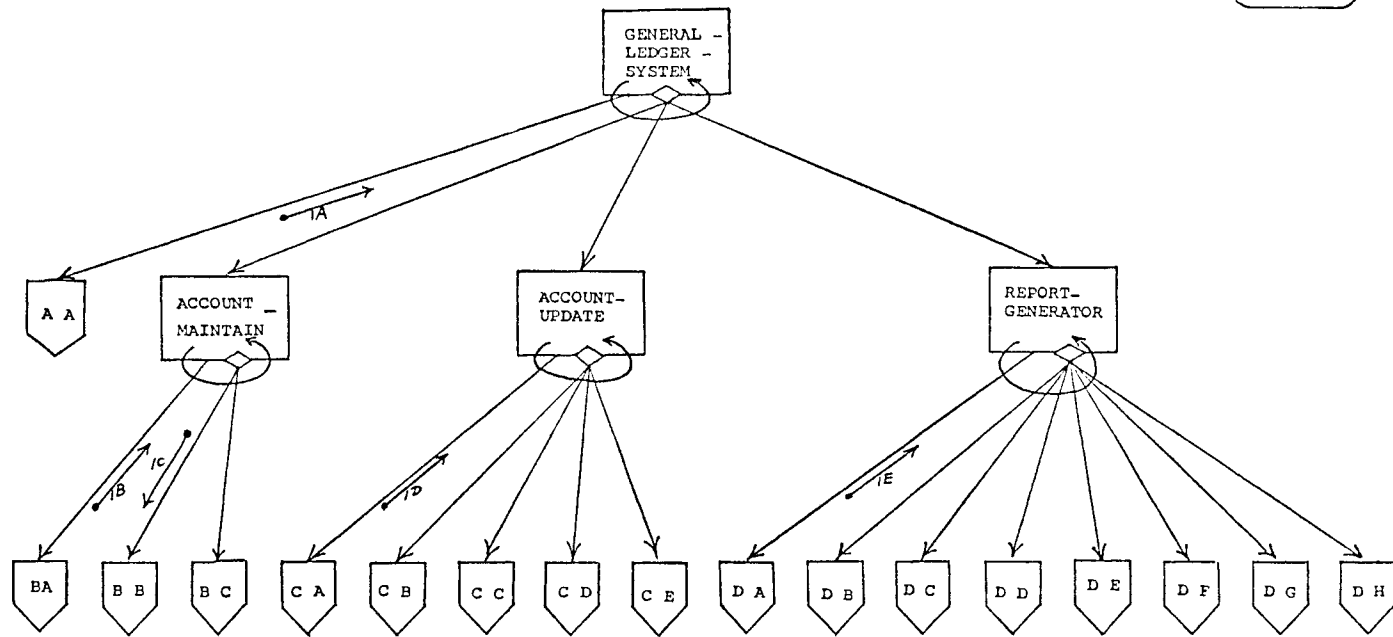 GENERAL -
LEDGER -
SYSTEM
1A
A A
ACCOUNT -
MAINTAIN
ACCOUNT-
UPDATE
REPORT-
GENERATOR
1B
1C
1D
1E
BA
B B
B C
C A
C B
C C
C D
C E
D A
D B
D C
D D
D E
D F
D G
D H